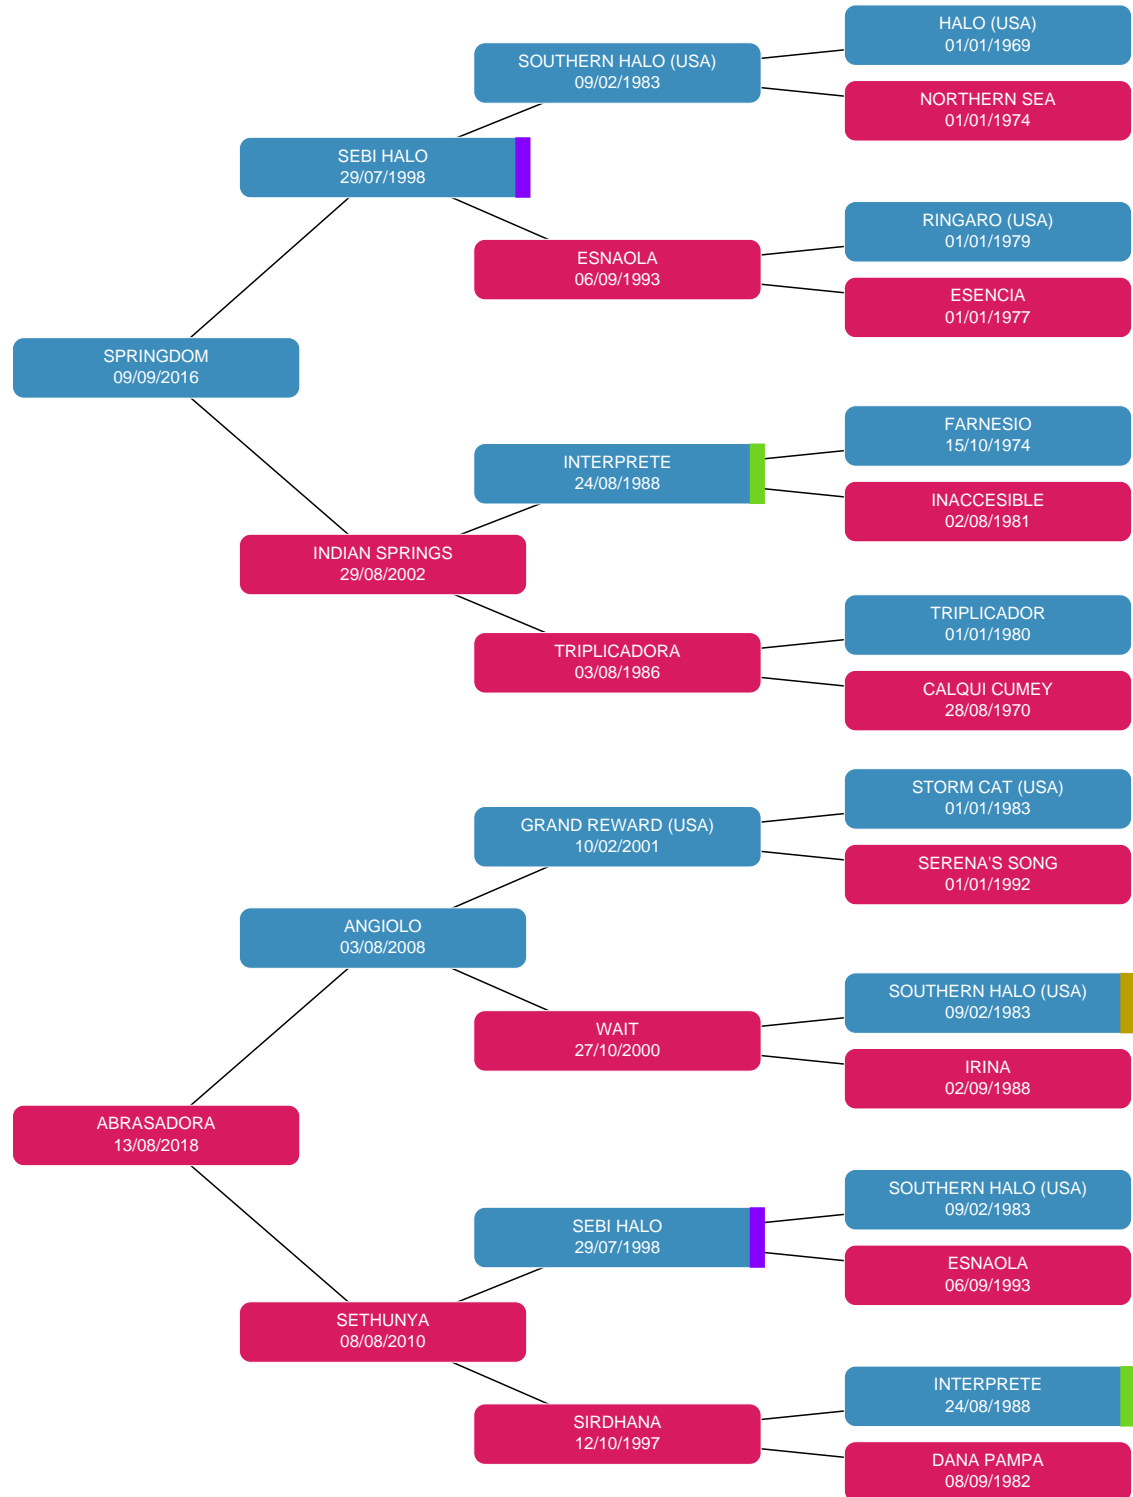 HALO (USA)
01/01/1969
SOUTHERN HALO (USA)
09/02/1983
NORTHERN SEA
01/01/1974
SEBI HALO
29/07/1998
RINGARO (USA)
01/01/1979
ESNAOLA
06/09/1993
ESENCIA
01/01/1977
SPRINGDOM
09/09/2016
FARNESIO
15/10/1974
INTERPRETE
24/08/1988
INACCESIBLE
02/08/1981
INDIAN SPRINGS
29/08/2002
TRIPLICADOR
01/01/1980
TRIPLICADORA
03/08/1986
CALQUI CUMEY
28/08/1970
STORM CAT (USA)
01/01/1983
GRAND REWARD (USA)
10/02/2001
SERENA'S SONG
01/01/1992
ANGIOLO
03/08/2008
SOUTHERN HALO (USA)
09/02/1983
WAIT
27/10/2000
IRINA
02/09/1988
ABRASADORA
13/08/2018
SOUTHERN HALO (USA)
09/02/1983
SEBI HALO
29/07/1998
ESNAOLA
06/09/1993
SETHUNYA
08/08/2010
INTERPRETE
24/08/1988
SIRDHANA
12/10/1997
DANA PAMPA
08/09/1982